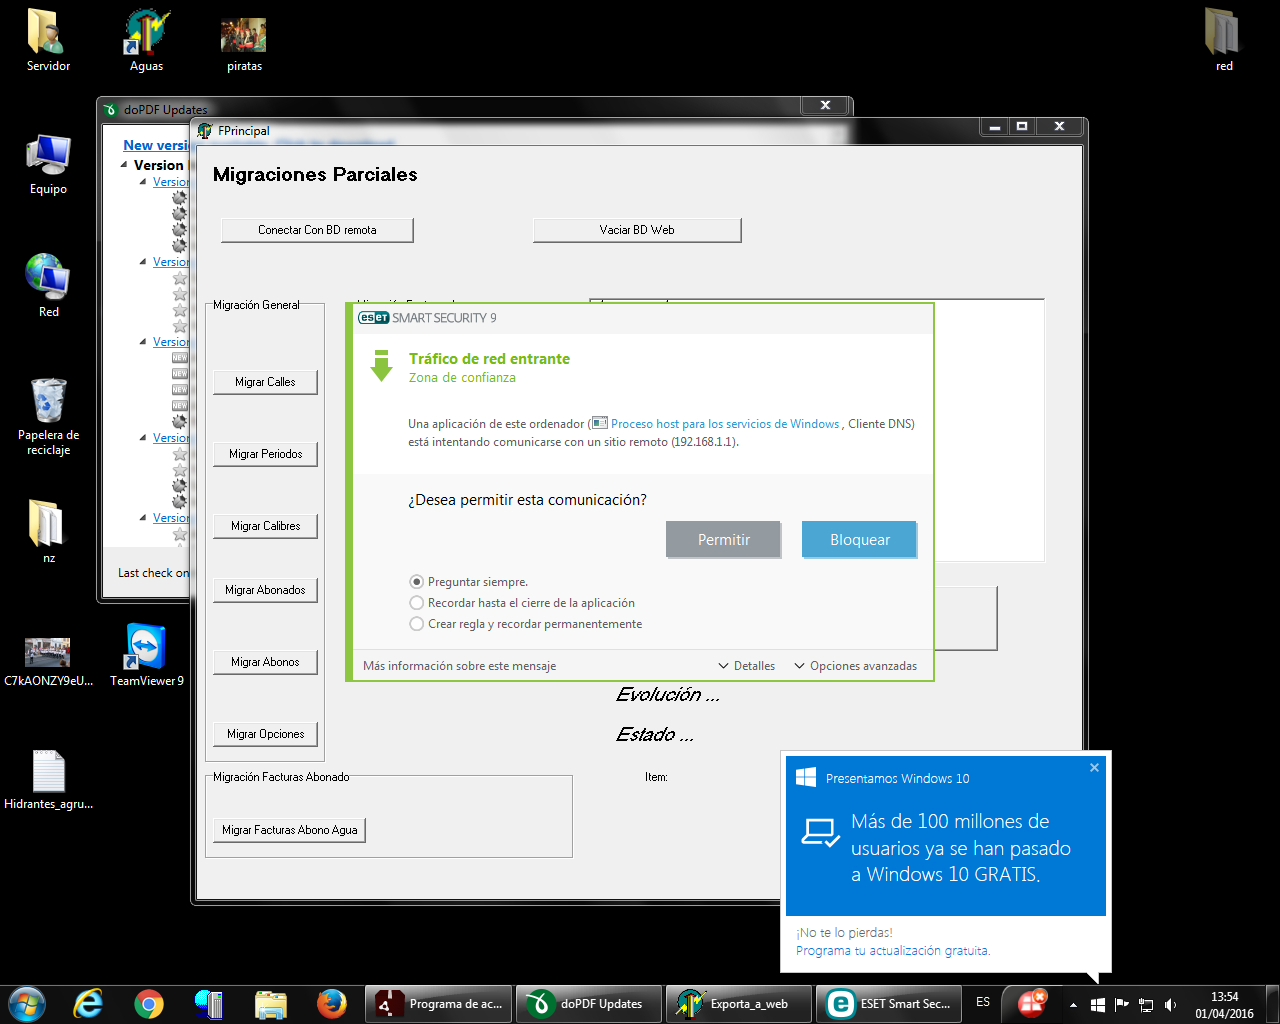 Servidor
Aguas
piratas
red
Equipo
Red
Papelera de
reciclaje
nz
C7kAONZY9eU...
TeamViewer 9
Hidrantes_agru...
doPDF Updates
New versi
Version
Version
Version
Version
Version
Version
Last check on
FPrincipal
Migraciones Parciales
Conectar Con BD remota
Vaciar BD Web
Migración General
Migrar Calles
Migrar Periodos
Migrar Calibres
Migrar Abonados
Migrar Abonos
Migrar Opciones
Migración Facturas Abonado
Migrar Facturas Abono Agua
Evolución ...
Estado ...
Item:
eset SMART SECURITY 9
Tráfico de red entrante
Zona de confianza
Una aplicación de este ordenador ( Proceso host para los servicios de Windows , Cliente DNS)
está intentando comunicarse con un sitio remoto (192.168.1.1).
¿Desea permitir esta comunicación?
Permitir
Bloquear
Preguntar siempre.
Recordar hasta el cierre de la aplicación
Crear regla y recordar permanentemente
Más información sobre este mensaje
Detalles
Opciones avanzadas
Presentamos Windows 10
Más de 100 millones de
usuarios ya se han pasado
a Windows 10 GRATIS.
¡No te lo pierdas!
Programa tu actualización gratuita.
Programa de ac...
doPDF Updates
Exporta_a_web
ESET Smart Sec...
ES
13:54
01/04/2016